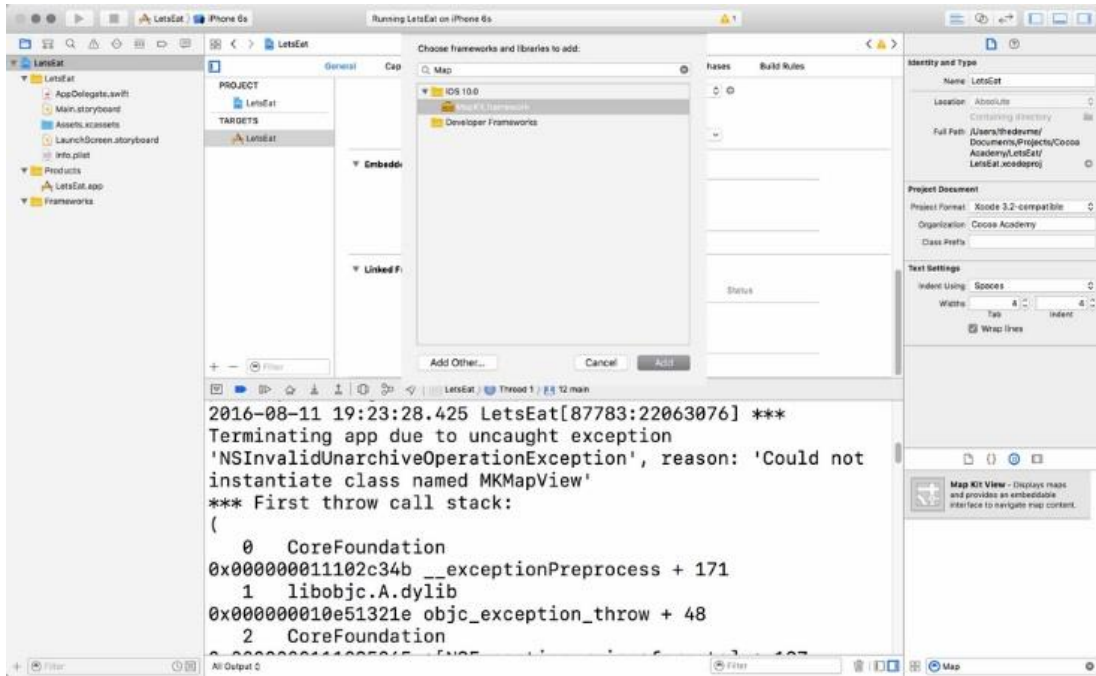 LetsEat
iPhone 6s
Running LetsEat on iPhone 6s
1
LetsEat
LetsEat
AppDelegate.swift
Main.storyboard
Assets.xcassets
LaunchScreen.storyboard
Info.plist
Products
LetsEat.app
Frameworks
Filter
LetsEat
General
Cap
hases
Build Rules
PROJECT
LetsEat
TARGETS
LetsEat
Embedde
Linked Fr
Status
Filter
Choose frameworks and libraries to add:
Map
iOS 10.0
MapKit.framework
Developer Frameworks
Add Other...
Cancel
Add
LetsEat
Thread 1
12 main
2016-08-11 19:23:28.425 LetsEat[87783:22063076] ***
Terminating app due to uncaught exception
'NSInvalidUnarchiveOperationException', reason: 'Could not
instantiate class named MKMapView'
*** First throw call stack:
(
0 CoreFoundation
0x000000011102c34b __exceptionPreprocess + 171
1 libobjc.A.dylib
0x000000010e51321e objc_exception_throw + 48
2 CoreFoundation
All Output
Filter
Identity and Type
Name LetsEat
Location Absolute
Containing directory
Full Path /Users/thedevme/
Documents/Projects/Cocoa
Academy/LetsEat/
LetsEat.xcodeproj
Project Document
Project Format Xcode 3.2-compatible
Organization Cocoa Academy
Class Prefix
Text Settings
Indent Using Spaces
Widths 4 4
Tab Indent
Wrap lines
Map Kit View - Displays maps
and provides an embeddable
interface to navigate map content.
Map